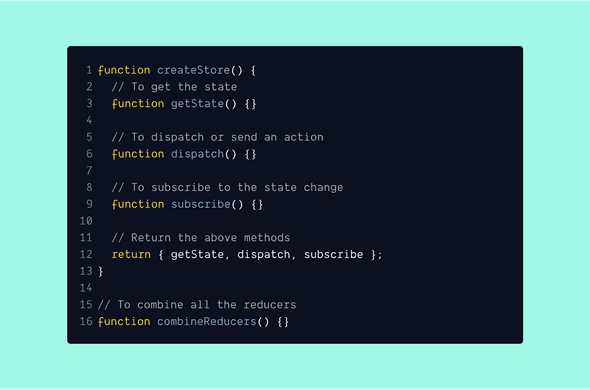 1 function createStore() {
2 // To get the state
3 function getState() {}
4
5 // To dispatch or send an action
6 function dispatch() {}
7
8 // To subscribe to the state change
9 function subscribe() {}
10
11 // Return the above methods
12 return { getState, dispatch, subscribe };
13 }
14
15 // To combine all the reducers
16 function combineReducers() {}